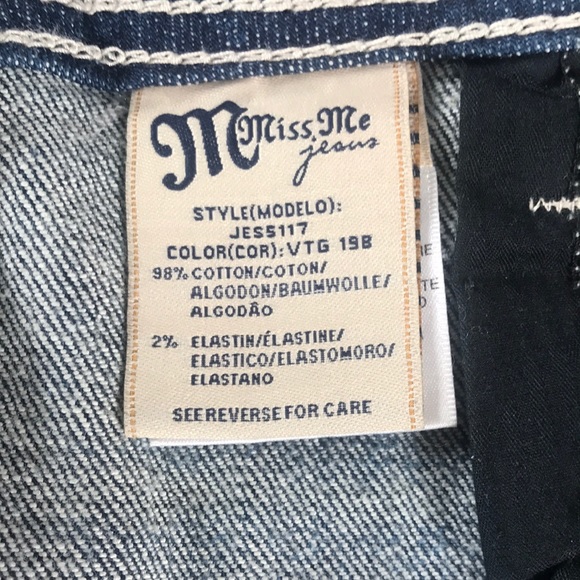 M Miss Me
jeans
STYLE(MODELO):
JES5117
COLOR(COR):VTG 19B
98% COTTON/COTON/
ALGODON/BAUMWOLLE/
ALGODÂO
2% ELASTIN/ÉLASTINE/
ELASTICO/ELASTOMORO/
ELASTANO
SEE REVERSE FOR CARE